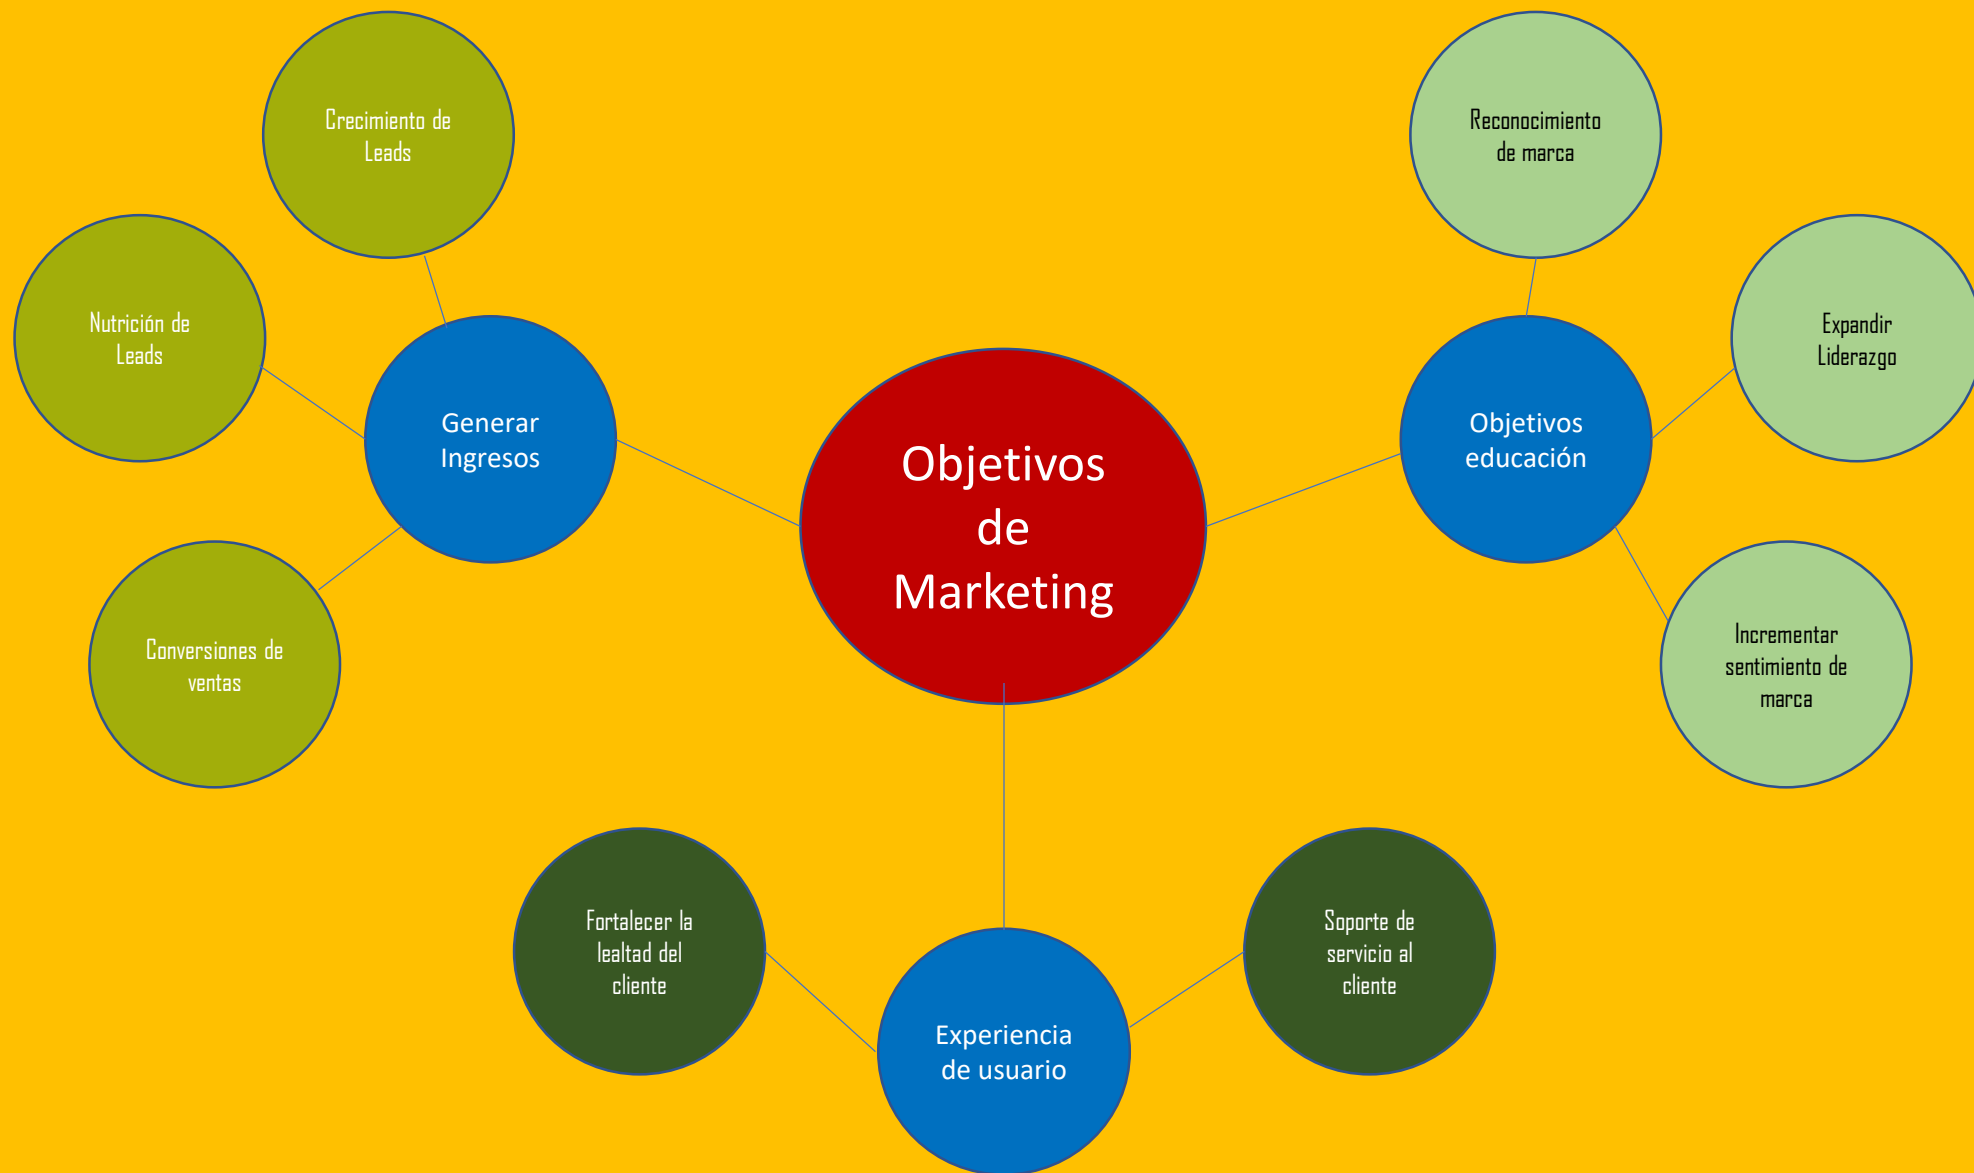 Crecimiento de
Leads
Reconocimiento
de marca
Nutrición de
Leads
Expandir
Liderazgo
Generar
Ingresos
Objetivos
educación
Objetivos
de
Marketing
Conversiones de
ventas
Incrementar
sentimiento de
marca
Fortalecer la
lealtad del
cliente
Soporte de
servicio al
cliente
Experiencia
de usuario